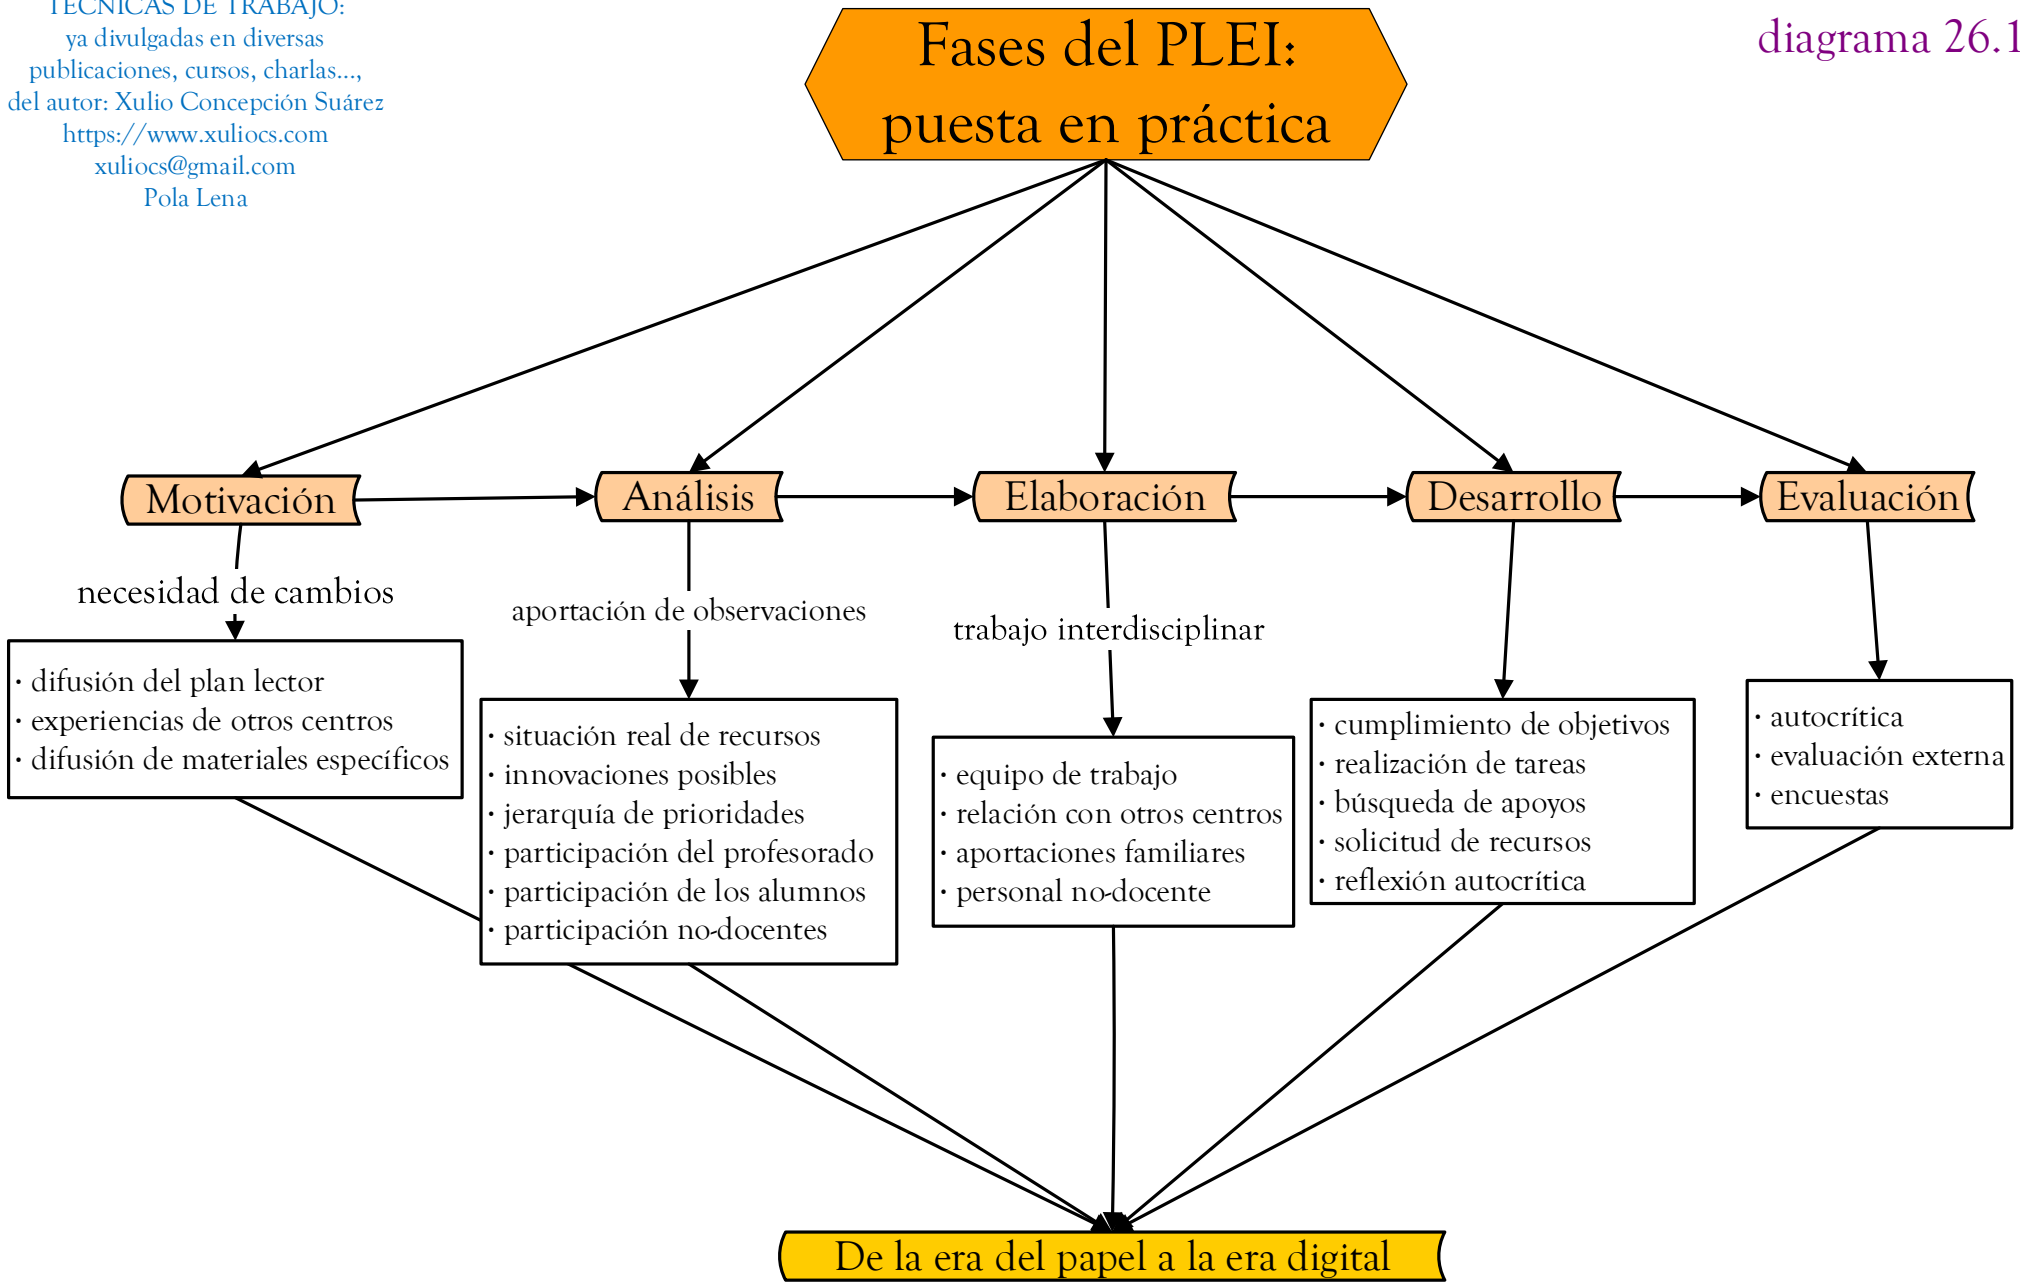 TÉCNICAS DE TRABAJO:
ya divulgadas en diversas
publicaciones, cursos, charlas...,
del autor: Xulio Concepción Suárez
https://www.xuliocs.com
xuliocs@gmail.com
Pola Lena
Fases del PLEI:
puesta en práctica
diagrama 26.1
Motivación
Análisis
Elaboración
Desarrollo
Evaluación
necesidad de cambios
aportación de observaciones
trabajo interdisciplinar
· difusión del plan lector
· experiencias de otros centros
· difusión de materiales específicos
· situación real de recursos
· innovaciones posibles
· jerarquía de prioridades
· participación del profesorado
· participación de los alumnos
· participación no-docentes
· equipo de trabajo
· relación con otros centros
· aportaciones familiares
· personal no-docente
· cumplimiento de objetivos
· realización de tareas
· búsqueda de apoyos
· solicitud de recursos
· reflexión autocrítica
· autocrítica
· evaluación externa
· encuestas
De la era del papel a la era digital